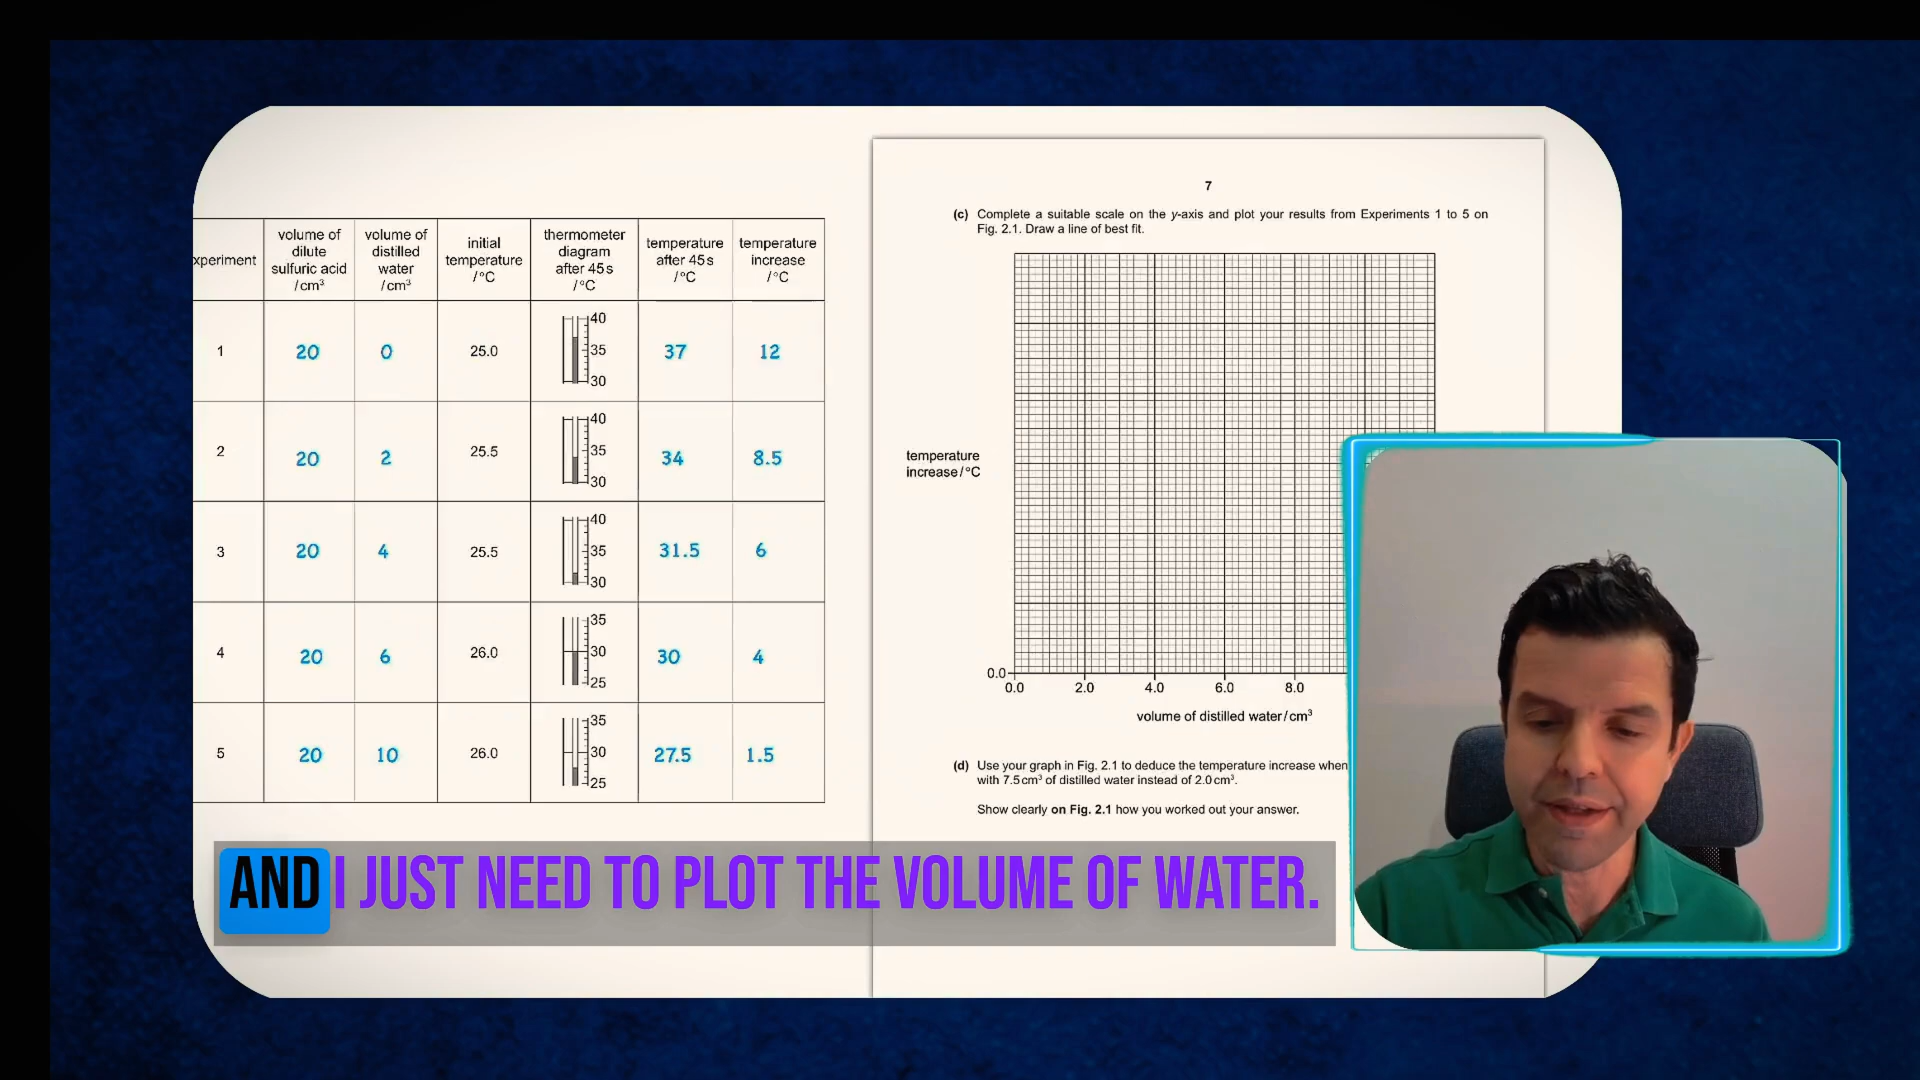 xperiment
volume of
dilute
sulfuric acid
/cm³
volume of
distilled
water
/cm³
initial
temperature
/°C
thermometer
diagram
after 45 s
/°C
temperature
after 45 s
/°C
temperature
increase
/°C
1
20
0
25.0
40
35
30
37
12
2
20
2
25.5
40
35
30
34
8.5
3
20
4
25.5
40
35
30
31.5
6
4
20
6
26.0
35
30
25
30
4
5
20
10
26.0
35
30
25
27.5
1.5
7
(c) Complete a suitable scale on the y-axis and plot your results from Experiments 1 to 5 on
Fig. 2.1. Draw a line of best fit.
temperature
increase/°C
0.0
0.0 2.0 4.0 6.0 8.0
volume of distilled water/cm³
(d) Use your graph in Fig. 2.1 to deduce the temperature increase when
with 7.5 cm³ of distilled water instead of 2.0 cm³.
Show clearly on Fig. 2.1 how you worked out your answer.
AND I JUST NEED TO PLOT THE VOLUME OF WATER.